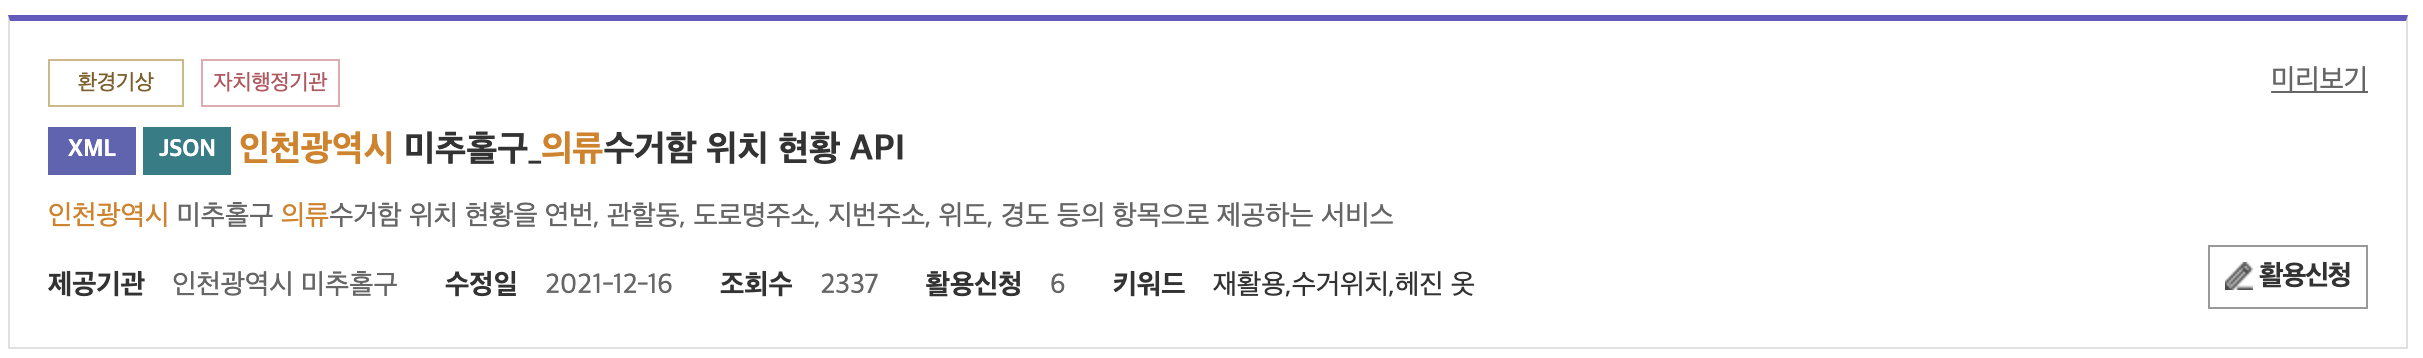 환경기상 자치행정기관 미리보기
XML JSON 인천광역시 미추홀구_의류수거함 위치 현황 API
인천광역시 미추홀구 의류수거함 위치 현황을 연번, 관할동, 도로명주소, 지번주소, 위도, 경도 등의 항목으로 제공하는 서비스
제공기관 인천광역시 미추홀구 수정일 2021-12-16 조회수 2337 활용신청 6 키워드 재활용,수거위치,헤진 옷 활용신청